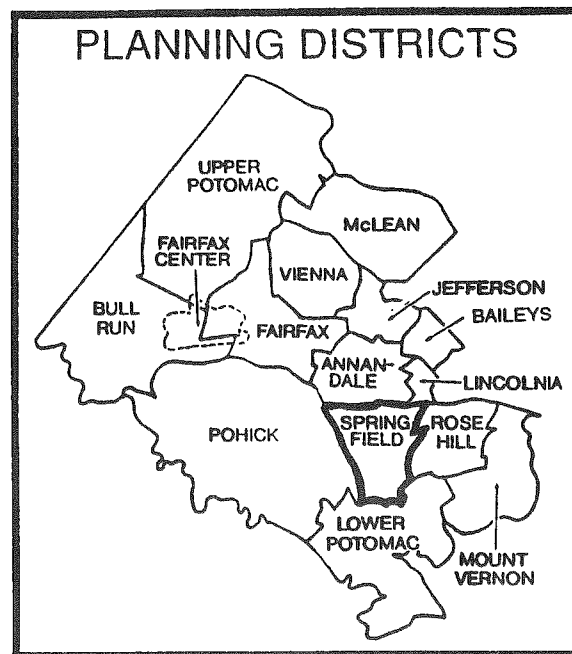 PLANNING DISTRICTS
UPPER
POTOMAC
McLEAN
FAIRFAX
CENTER
VIENNA
JEFFERSON
BULL
RUN
BAILEYS
FAIRFAX
ANNAN-
DALE
LINCOLNIA
SPRING
FIELD
ROSE
HILL
POHICK
LOWER
POTOMAC
MOUNT
VERNON